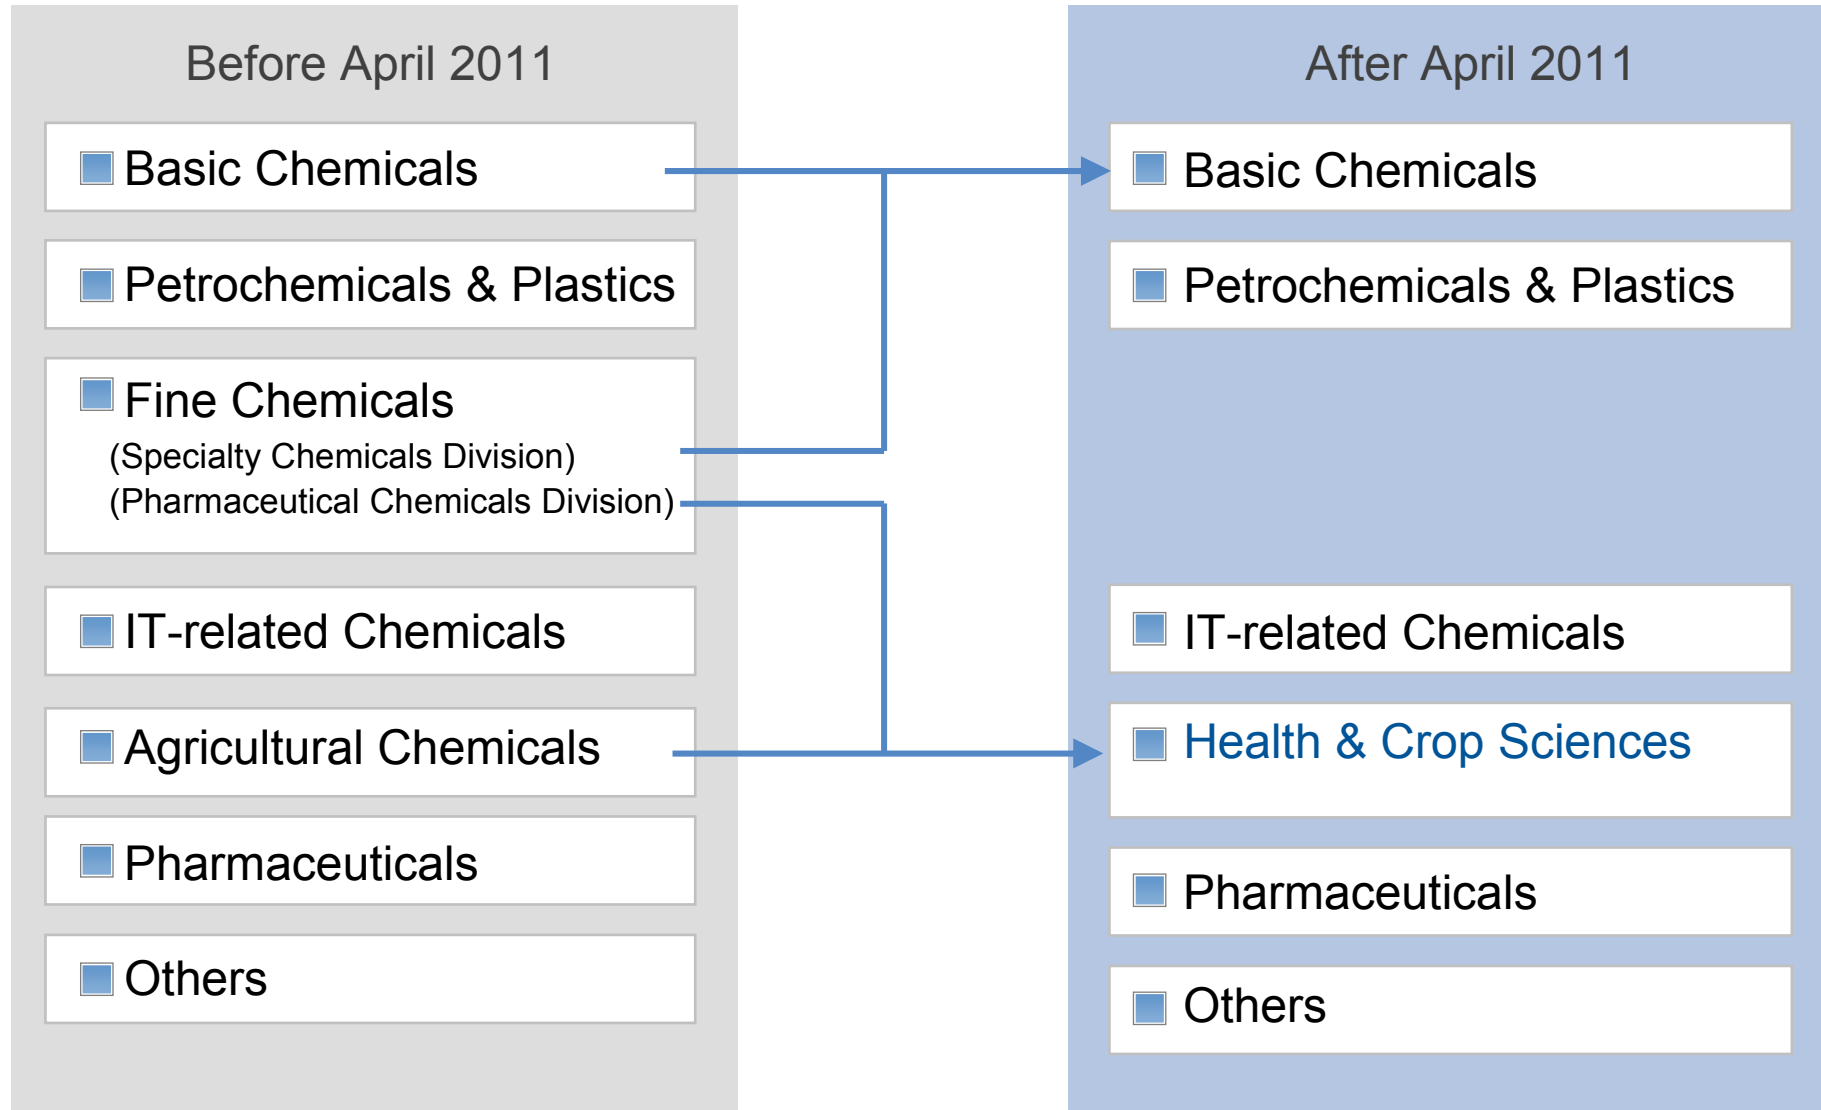 Before April 2011
Basic Chemicals
Petrochemicals & Plastics
Fine Chemicals
(Specialty Chemicals Division)
(Pharmaceutical Chemicals Division)
IT-related Chemicals
Agricultural Chemicals
Pharmaceuticals
Others
After April 2011
Basic Chemicals
Petrochemicals & Plastics
IT-related Chemicals
Health & Crop Sciences
Pharmaceuticals
Others